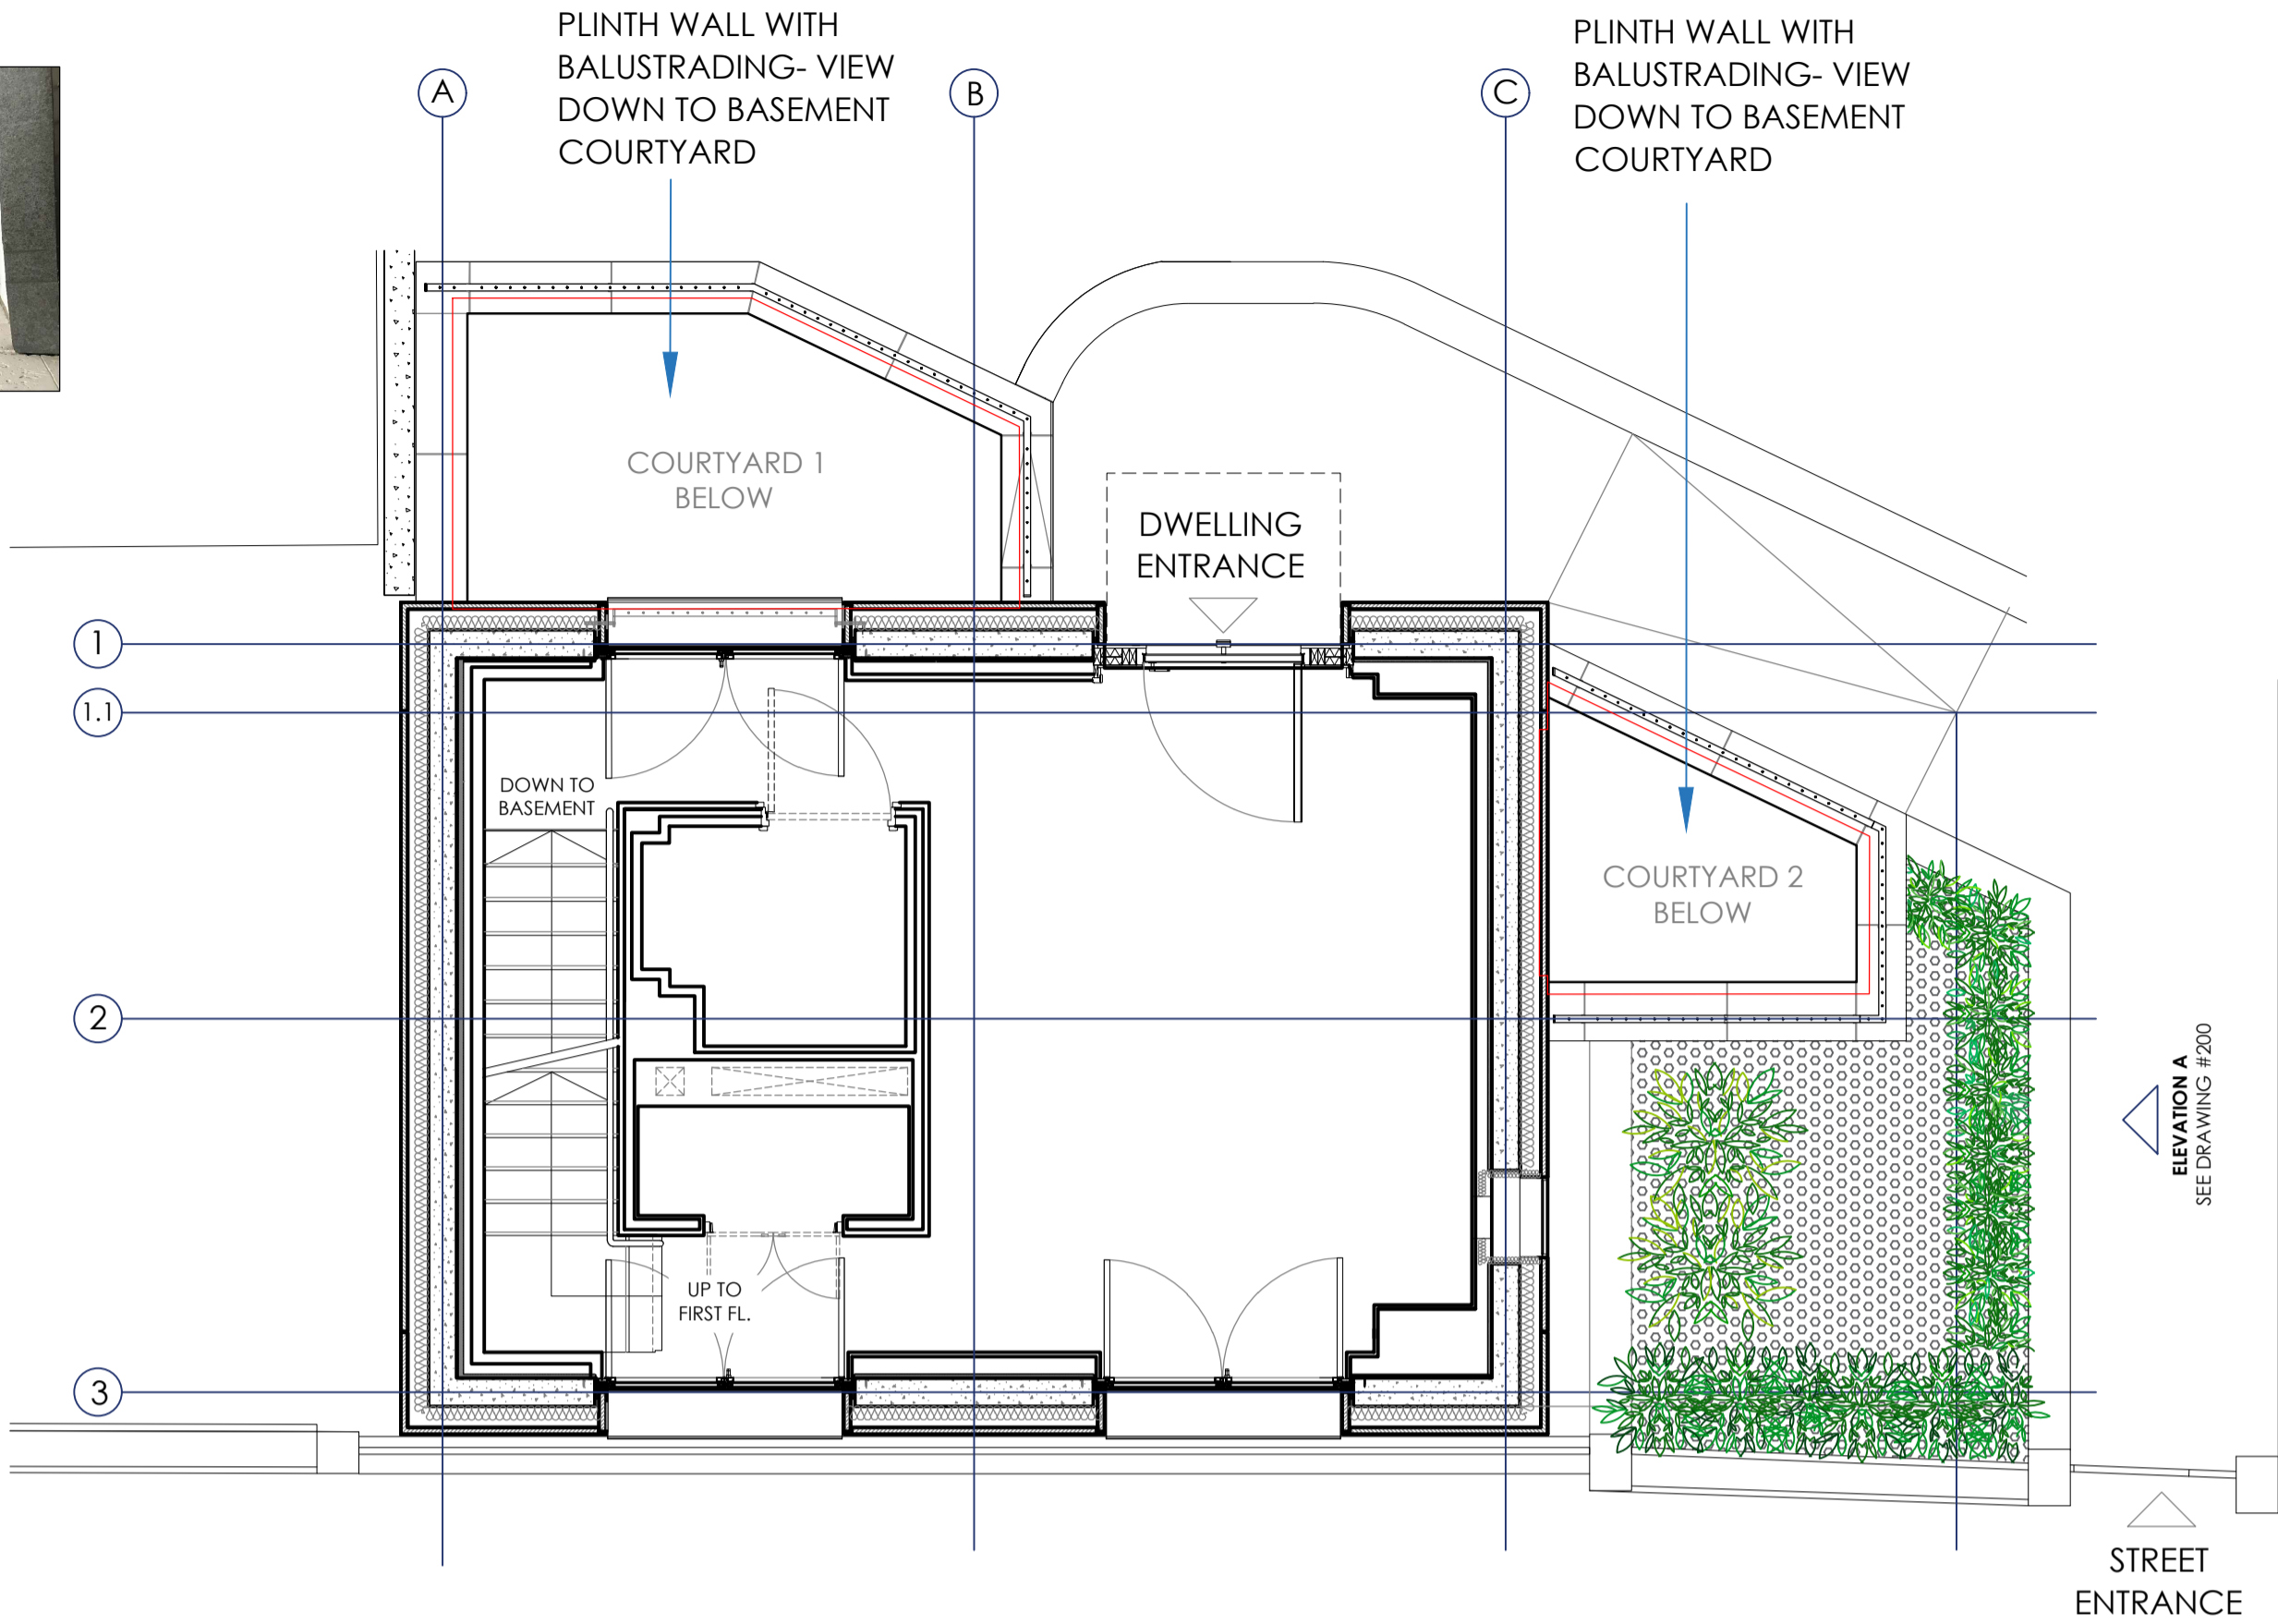 PLINTH WALL WITH
BALUSTRADING- VIEW
DOWN TO BASEMENT
COURTYARD
PLINTH WALL WITH
BALUSTRADING- VIEW
DOWN TO BASEMENT
COURTYARD
A
B
C
COURTYARD 1
BELOW
DWELLING
ENTRANCE
1
1.1
DOWN TO
BASEMENT
COURTYARD 2
BELOW
2
ELEVATION A
SEE DRAWING #200
UP TO
FIRST FL.
3
STREET
ENTRANCE